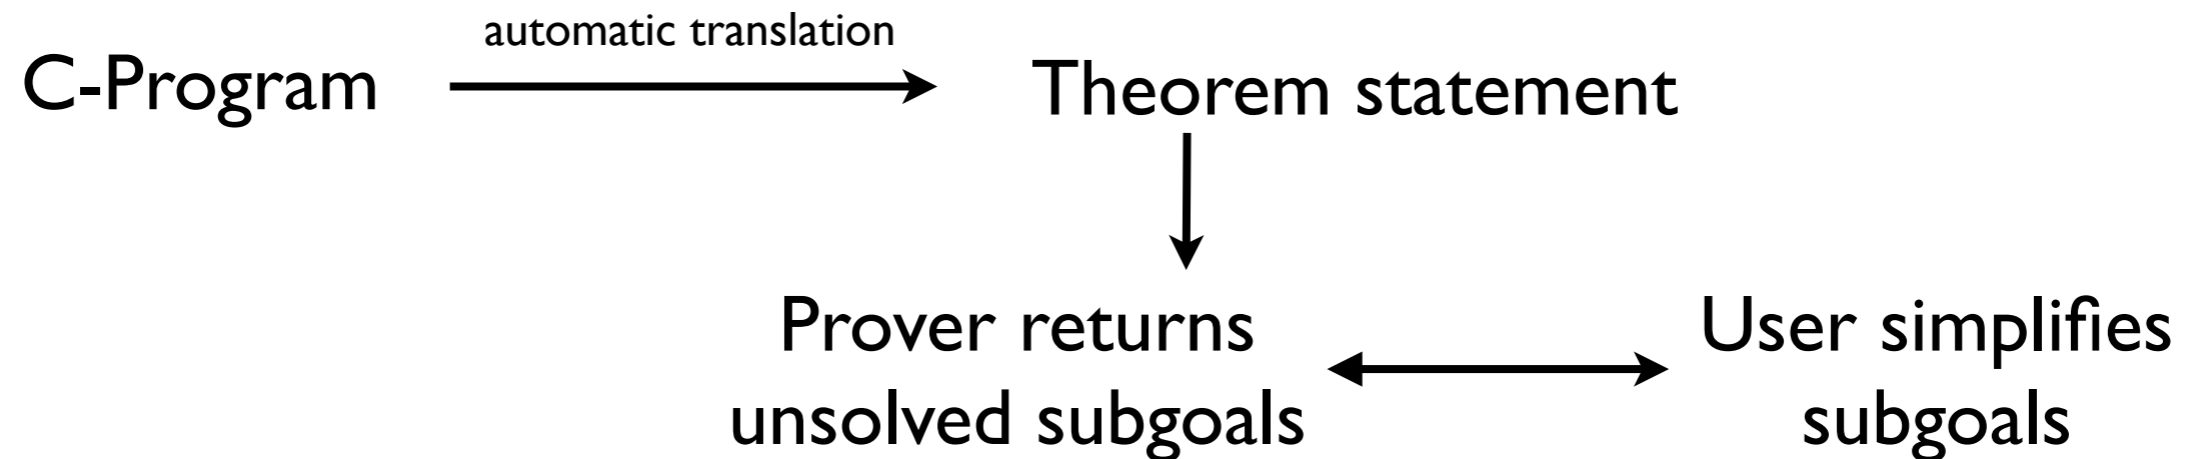 automatic translation
C-Program
Theorem statement
Prover returns
unsolved subgoals
User simplifies
subgoals